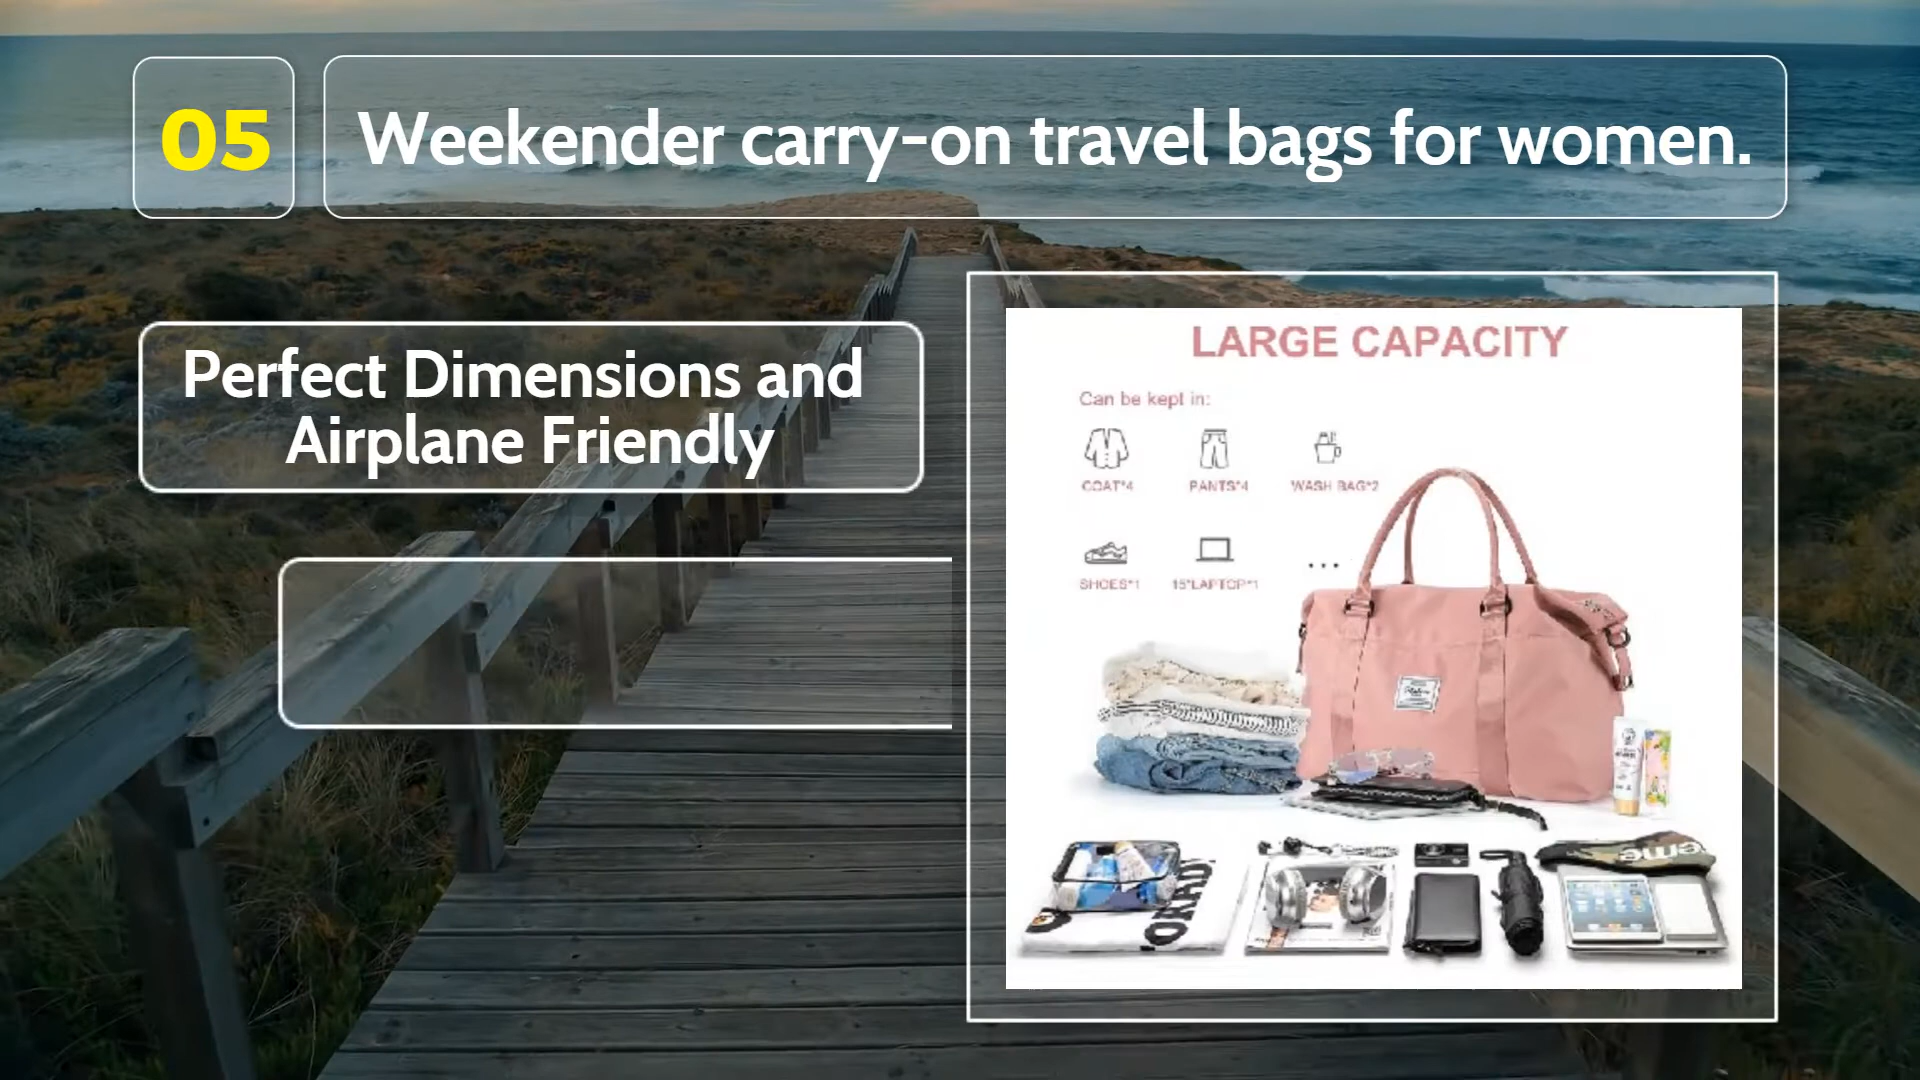 05
Weekender carry-on travel bags for women.
Perfect Dimensions and
Airplane Friendly
LARGE CAPACITY
Can be kept in:
COAT*4
PANTS*4
WASH BAG*2
SHOES*1
15"LAPTOP*1
...
eme